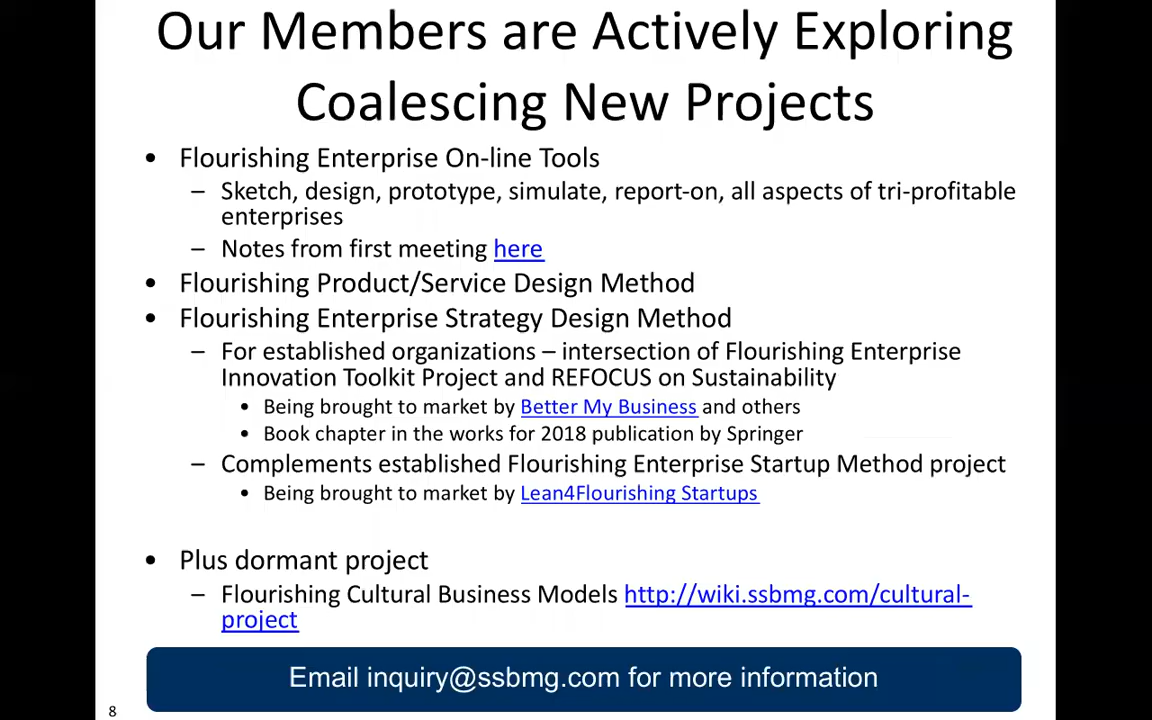 Our Members are Actively Exploring
Coalescing New Projects
• Flourishing Enterprise On-line Tools
– Sketch, design, prototype, simulate, report-on, all aspects of tri-profitable
enterprises
– Notes from first meeting here
• Flourishing Product/Service Design Method
• Flourishing Enterprise Strategy Design Method
– For established organizations – intersection of Flourishing Enterprise
Innovation Toolkit Project and REFOCUS on Sustainability
• Being brought to market by Better My Business and others
• Book chapter in the works for 2018 publication by Springer
– Complements established Flourishing Enterprise Startup Method project
• Being brought to market by Lean4Flourishing Startups
• Plus dormant project
– Flourishing Cultural Business Models http://wiki.ssbmg.com/cultural-
project
Email inquiry@ssbmg.com for more information
8